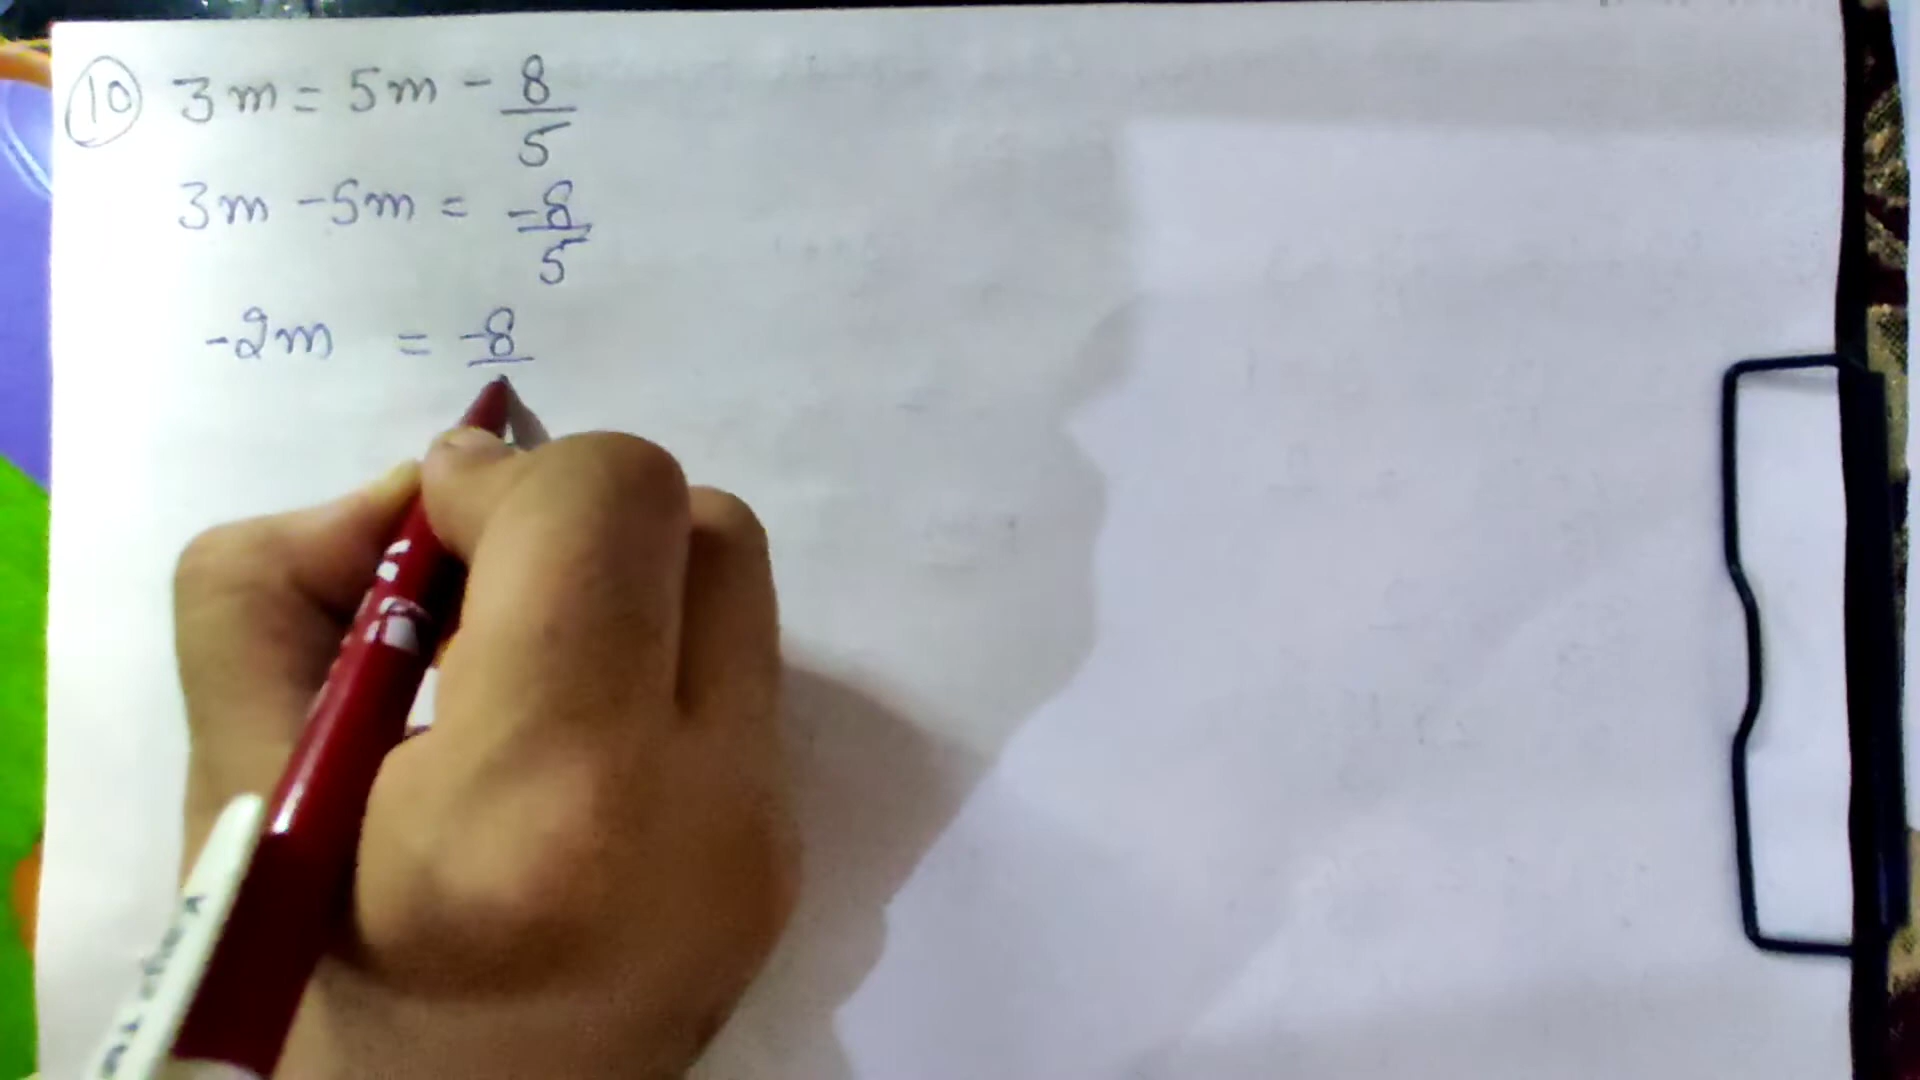 10 3m = 5m - 8/5
3m - 5m = -8/5
-2m = -8